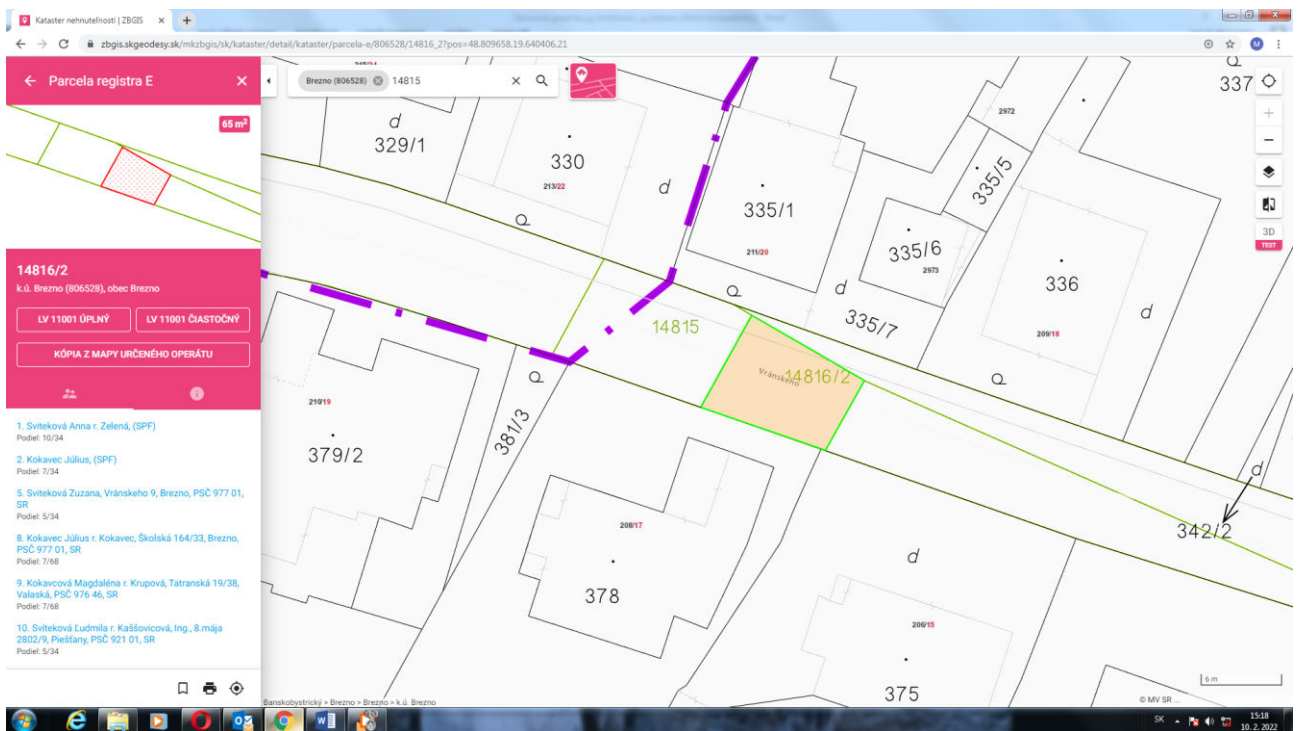 Kataster nehnuteľností | ZBGIS
zbgis.skgeodesy.sk/mkzbgis/sk/kataster/detail/kataster/parcela-e/806528/14816_2?pos=48.809658,19.640406,21
M
Parcela registra E
65 m²
14816/2
k.ú. Brezno (806528), obec Brezno
LV 11001 ÚPLNÝ
LV 11001 ČIASTOČNÝ
KÓPIA Z MAPY URČENÉHO OPERÁTU
1. Sviteková Anna r. Zelená, (SPF)
Podiel: 10/34
2. Kokavec Július, (SPF)
Podiel: 7/34
5. Sviteková Zuzana, Vránskeho 9, Brezno, PSČ 977 01,
SR
Podiel: 5/34
8. Kokavec Július r. Kokavec, Školská 164/33, Brezno,
PSČ 977 01, SR
Podiel: 7/68
9. Kokavcová Magdaléna r. Krupová, Tatranská 19/38,
Valaská, PSČ 976 46, SR
Podiel: 7/68
10. Svíteková Ľudmila r. Kaššovicová, Ing., 8.mája
2802/9, Piešťany, PSČ 921 01, SR
Podiel: 5/34
Brezno (806528)
14815
337
3D
TEST
d
329/1
330
213/22
d
335/1
211/20
2972
335/5
335/6
2973
336
209/18
d
d
335/7
14815
14816/2
Vránskeho
210/19
379/2
381/3
208/17
378
d
206/15
375
d
342/2
6 m
Banskobystrický > Brezno > Brezno > k.ú. Brezno
© MV SR ...
SK
15:18
10. 2. 2022